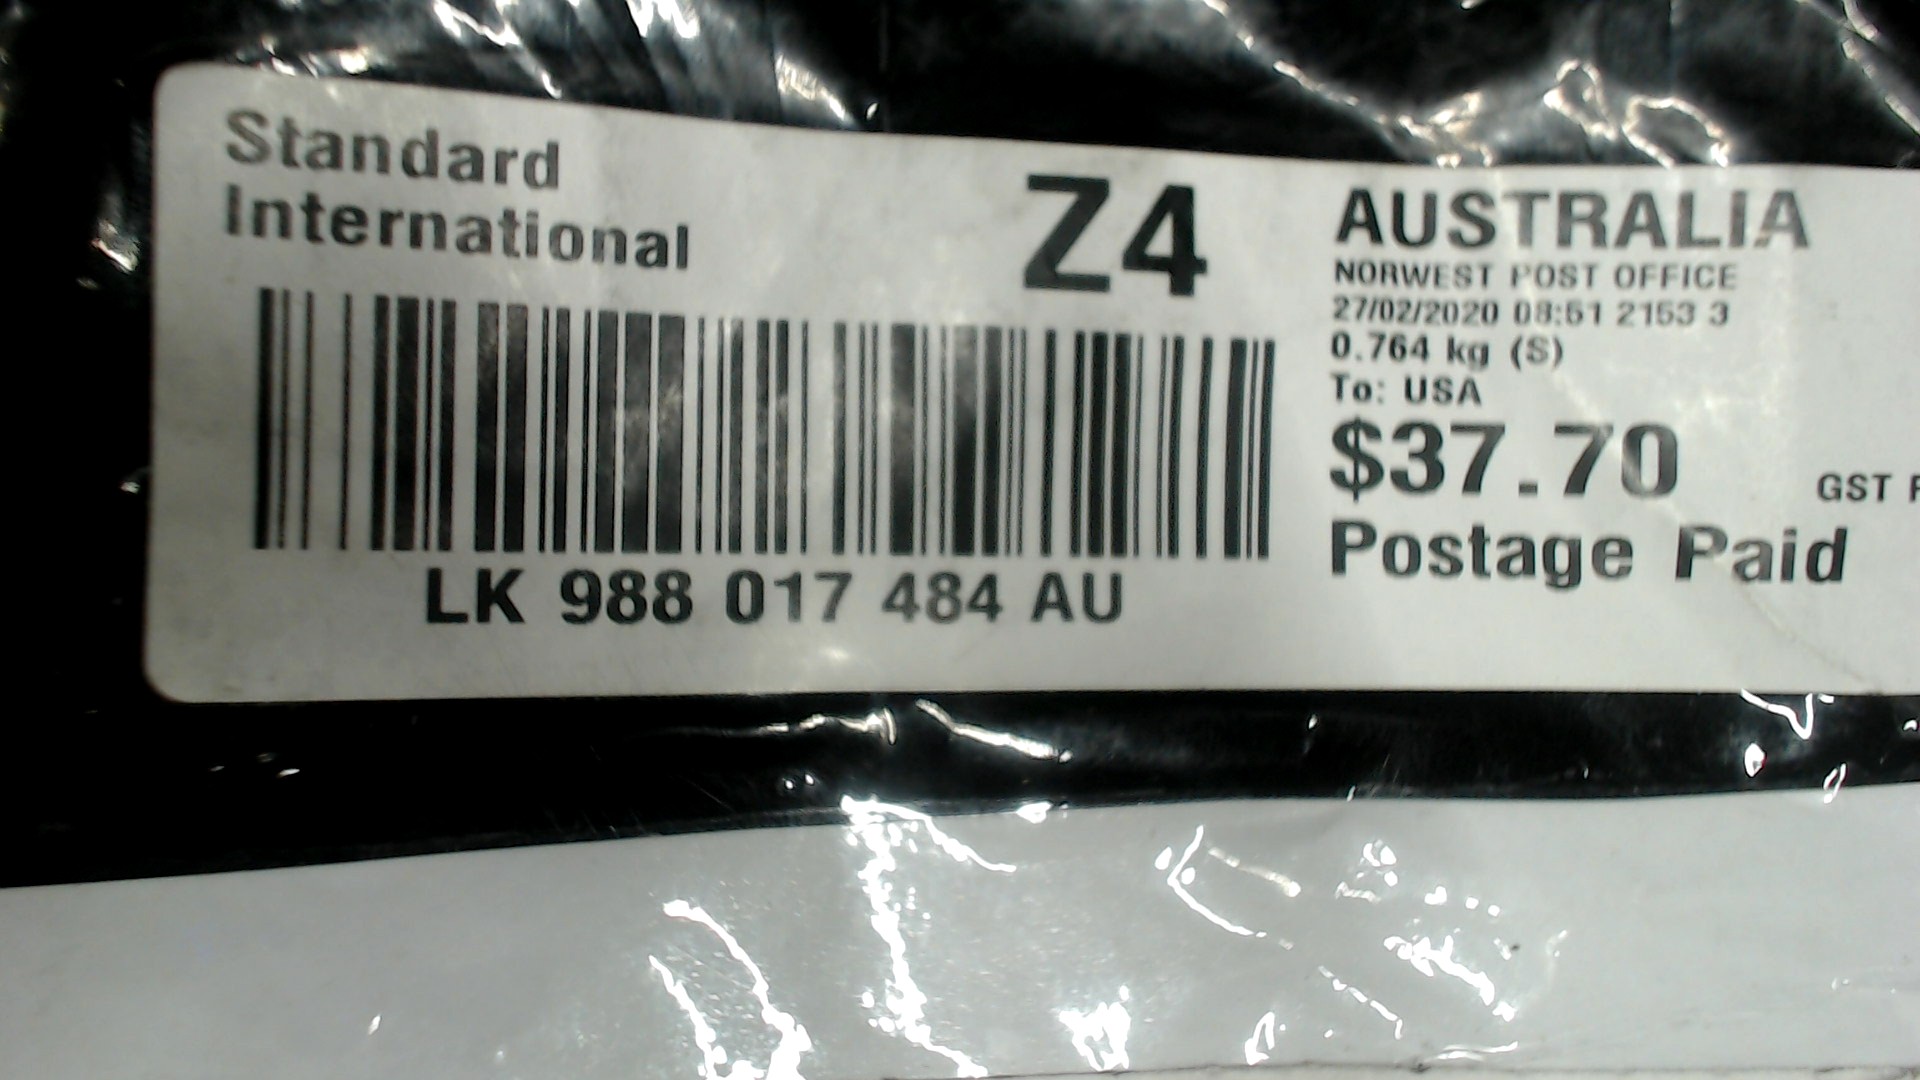 Standard
International
Z4
LK 988 017 484 AU
AUSTRALIA
NORWEST POST OFFICE
27/02/2020 08:51 2153 3
0.764 kg (S)
To: USA
$37.70
GST
Postage Paid